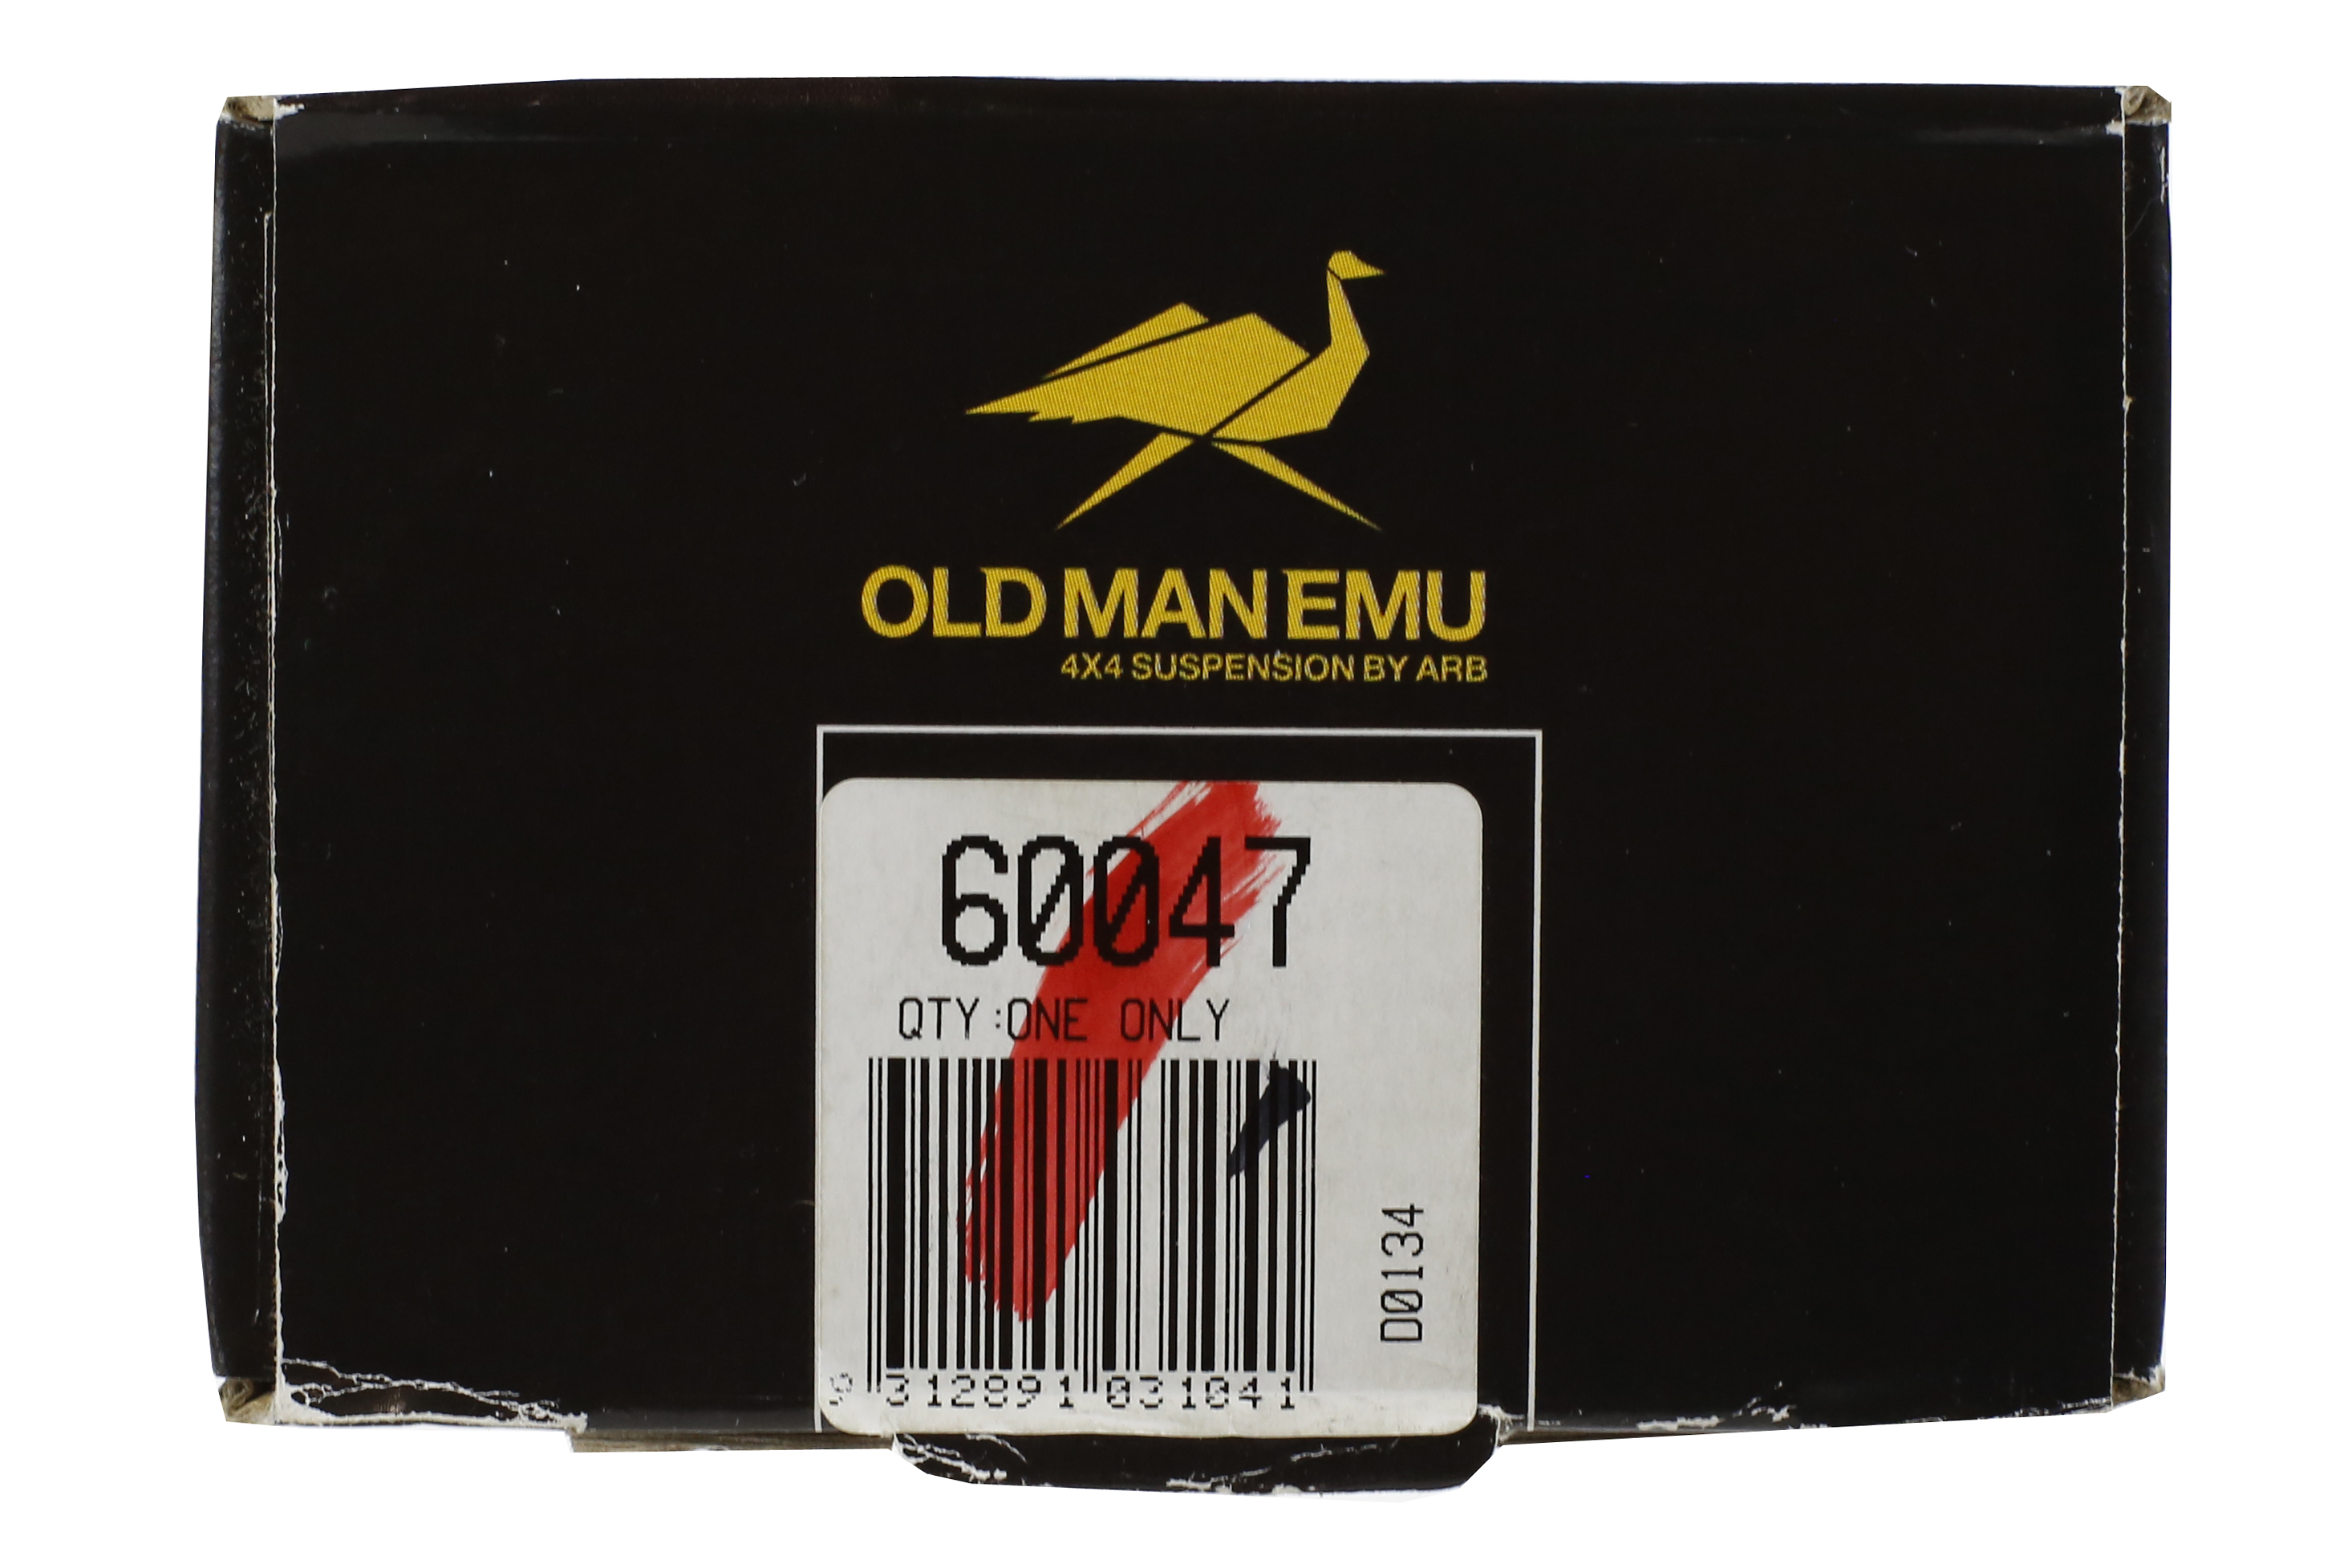 OLD MAN EMU
4X4 SUSPENSION BY ARB
60047
QTY:ONE ONLY
D0134
9 312891 031041